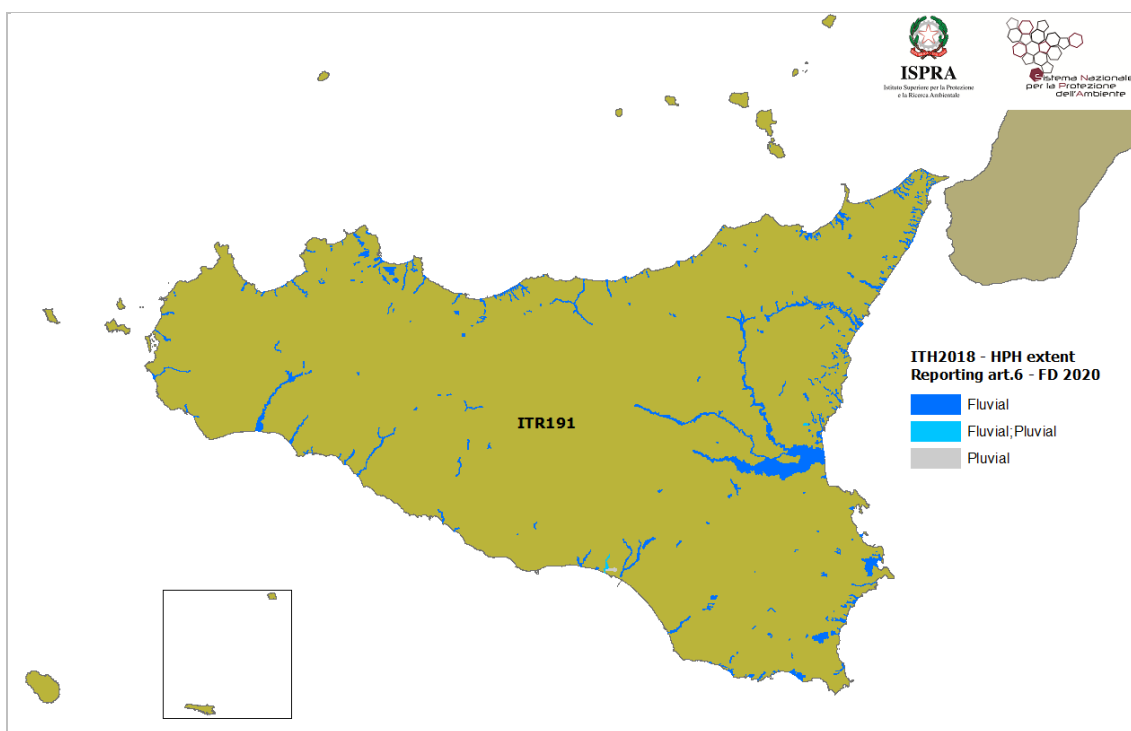 ISPRA
Istituto Superiore per la Protezione
e la Ricerca Ambientale
Sistema Nazionale
per la Protezione
dell'Ambiente
ITH2018 - HPH extent
Reporting art.6 - FD 2020
Fluvial
Fluvial;Pluvial
Pluvial
ITR191